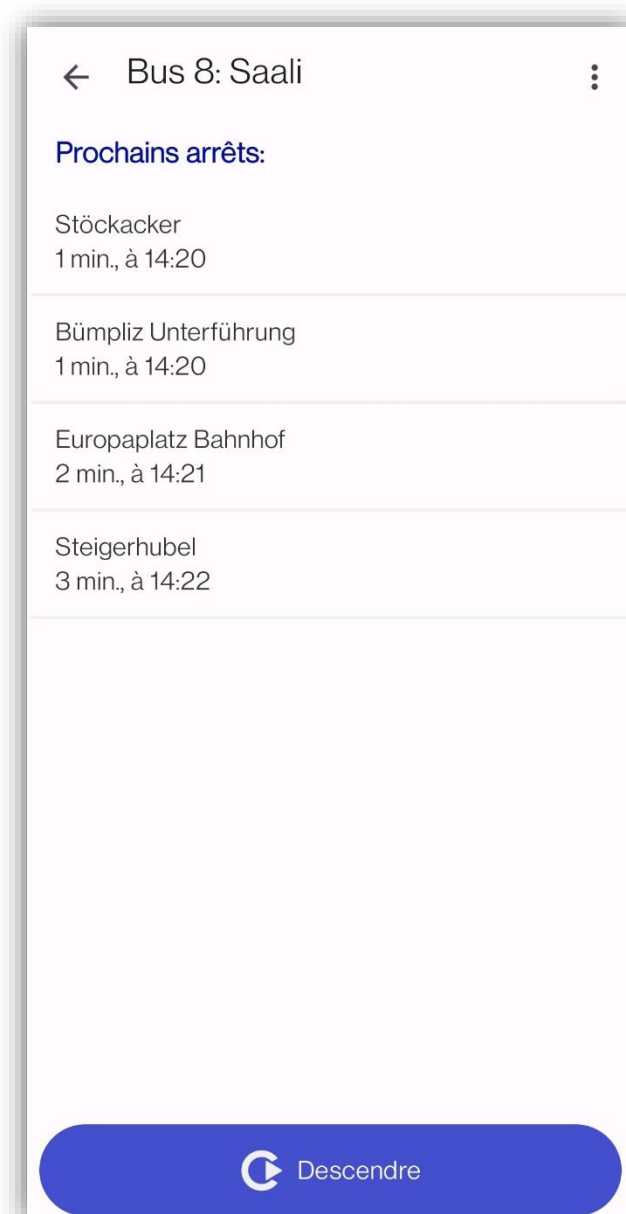 Bus 8: Saali
Prochains arrêts:
Stöckacker
1 min., à 14:20
Bümpliz Unterführung
1 min., à 14:20
Europaplatz Bahnhof
2 min., à 14:21
Steigerhubel
3 min., à 14:22
Descendre